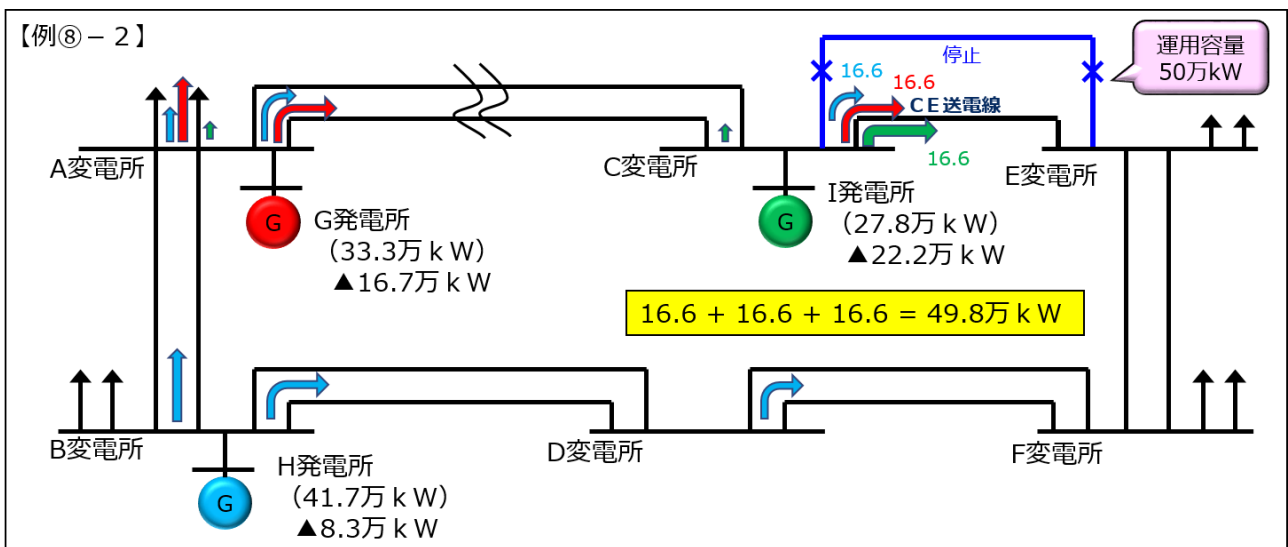 【例⑧－２】
停止
運用容量
50万kW
16.6
16.6
ＣＥ送電線
16.6
A変電所
C変電所
E変電所
G
G発電所
（33.3万ｋW）
▲16.7万ｋW
G
I発電所
（27.8万ｋW）
▲22.2万ｋW
16.6 + 16.6 + 16.6 = 49.8万ｋW
B変電所
D変電所
F変電所
G
H発電所
（41.7万ｋW）
▲8.3万ｋW